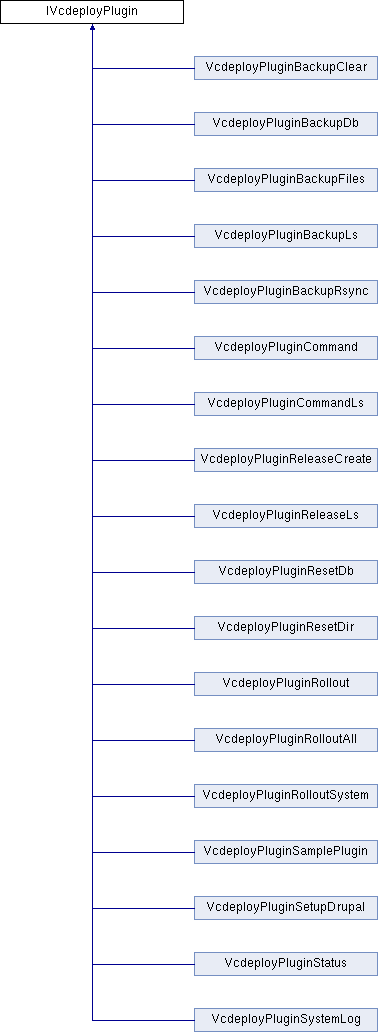 IVcdeployPlugin
VcdeployPluginBackupClear
VcdeployPluginBackupDb
VcdeployPluginBackupFiles
VcdeployPluginBackupLs
VcdeployPluginBackupRsync
VcdeployPluginCommand
VcdeployPluginCommandLs
VcdeployPluginReleaseCreate
VcdeployPluginReleaseLs
VcdeployPluginResetDb
VcdeployPluginResetDir
VcdeployPluginRollout
VcdeployPluginRolloutAll
VcdeployPluginRolloutSystem
VcdeployPluginSamplePlugin
VcdeployPluginSetupDrupal
VcdeployPluginStatus
VcdeployPluginSystemLog